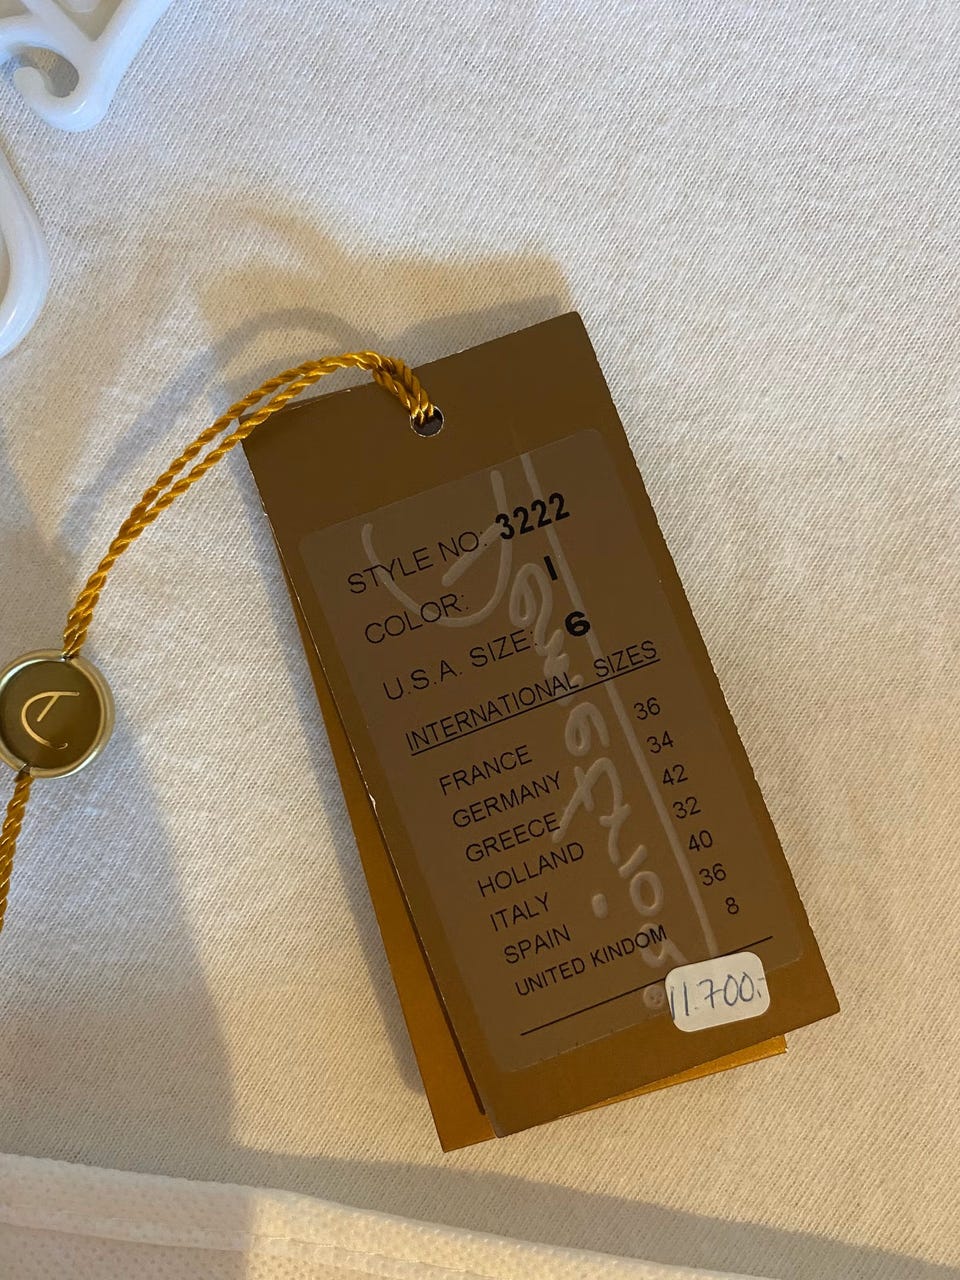 STYLE NO: 3222
COLOR: I
U.S.A. SIZE: 6
INTERNATIONAL SIZES
FRANCE 36
GERMANY 34
GREECE 42
HOLLAND 32
ITALY 40
SPAIN 36
UNITED KINDOM 8
11.700.-